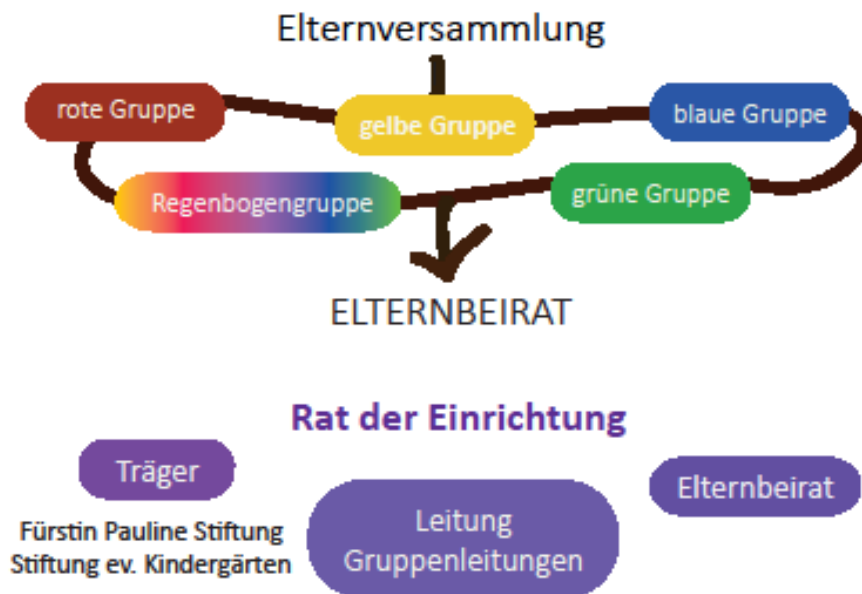 Elternversammlung
rote Gruppe
gelbe Gruppe
blaue Gruppe
Regenbogengruppe
grüne Gruppe
ELTERNBEIRAT
Rat der Einrichtung
Träger
Fürstin Pauline Stiftung
Stiftung ev. Kindergärten
Leitung
Gruppenleitungen
Elternbeirat